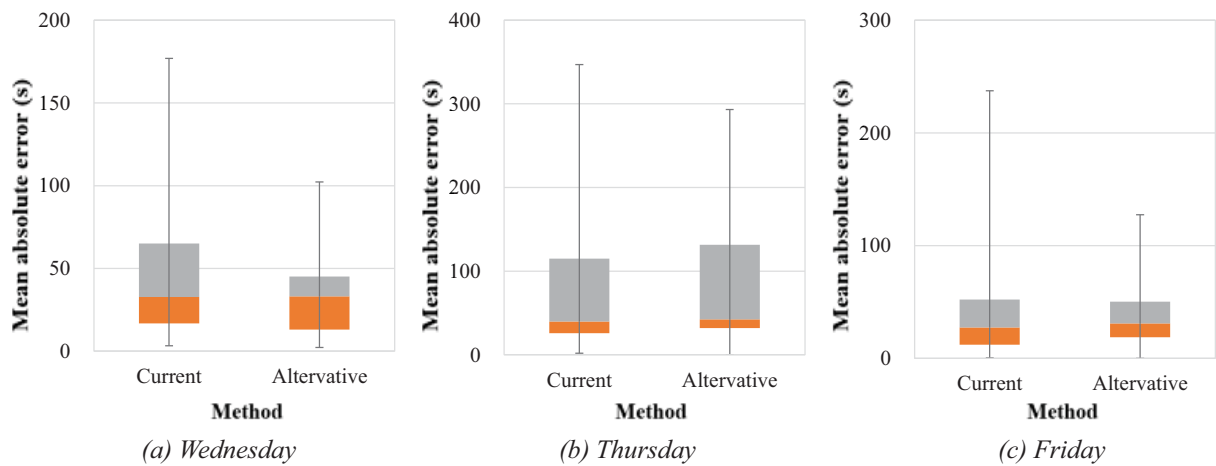 Mean absolute error (s)
200
150
100
50
0
Current
Altervative
Method
(a) Wednesday
Mean absolute error (s)
400
300
200
100
0
Current
Altervative
Method
(b) Thursday
Mean absolute error (s)
300
200
100
0
Current
Altervative
Method
(c) Friday